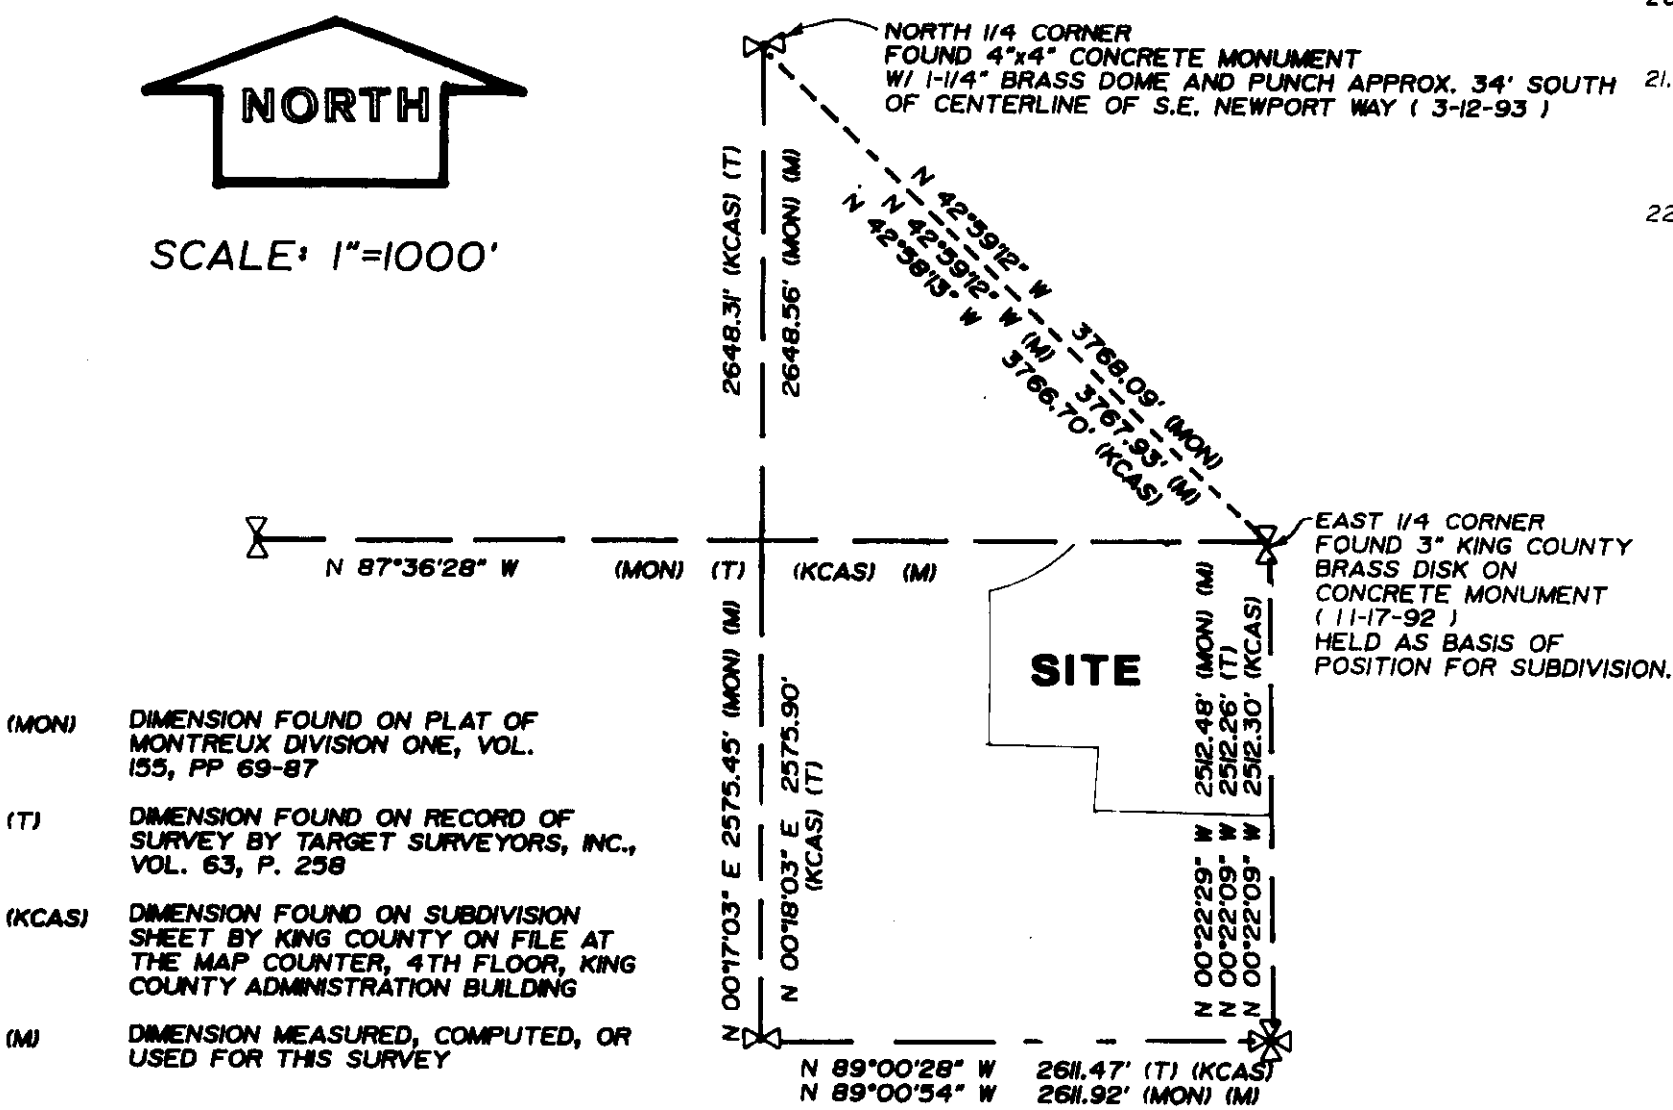 NORTH
SCALE: 1"=1000'
NORTH 1/4 CORNER
FOUND 4"x4" CONCRETE MONUMENT
W/ 1-1/4" BRASS DOME AND PUNCH APPROX. 34' SOUTH
OF CENTERLINE OF S.E. NEWPORT WAY ( 3-12-93 )
21.
22
2648.31' (KCAS) (T)
2648.56' (MON) (M)
N 42°59'12" W 3768.09' (MON)
N 42°59'12" W (M) 3767.93' (M)
N 42°58'13" W 3766.70' (KCAS)
N 87°36'28" W (MON) (T) (KCAS) (M)
EAST 1/4 CORNER
FOUND 3" KING COUNTY
BRASS DISK ON
CONCRETE MONUMENT
( 11-17-92 )
HELD AS BASIS OF
POSITION FOR SUBDIVISION.
SITE
N 00°17'03" E 2575.45' (MON) (M)
N 00°18'03" E 2575.90'
(KCAS) (T)
N 00°22'29" W 2512.48' (MON) (M)
N 00°22'09" W 2512.26' (T)
N 00°22'09" W 2512.30' (KCAS)
(MON) DIMENSION FOUND ON PLAT OF
MONTREUX DIVISION ONE, VOL.
155, PP 69-87
(T) DIMENSION FOUND ON RECORD OF
SURVEY BY TARGET SURVEYORS, INC.,
VOL. 63, P. 258
(KCAS) DIMENSION FOUND ON SUBDIVISION
SHEET BY KING COUNTY ON FILE AT
THE MAP COUNTER, 4TH FLOOR, KING
COUNTY ADMINISTRATION BUILDING
(M) DIMENSION MEASURED, COMPUTED, OR
USED FOR THIS SURVEY
N 89°00'28" W 2611.47' (T) (KCAS)
N 89°00'54" W 2611.92' (MON) (M)